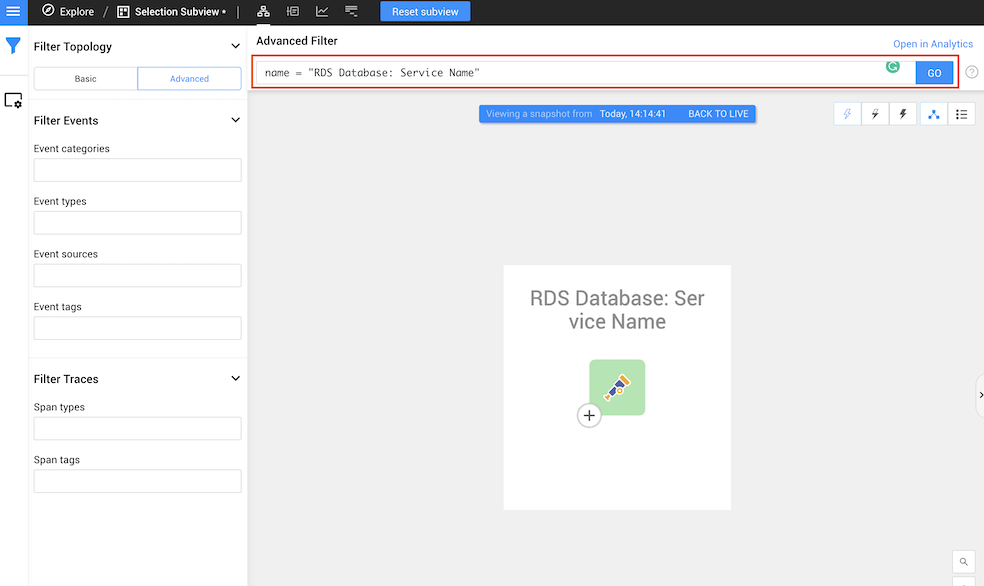 Explore / Selection Subview • |
Reset subview
Filter Topology
Basic
Advanced
Filter Events
Event categories
Event types
Event sources
Event tags
Filter Traces
Span types
Span tags
Advanced Filter
Open in Analytics
name = "RDS Database: Service Name"
GO
Viewing a snapshot from Today, 14:14:41 BACK TO LIVE
RDS Database: Ser
vice Name